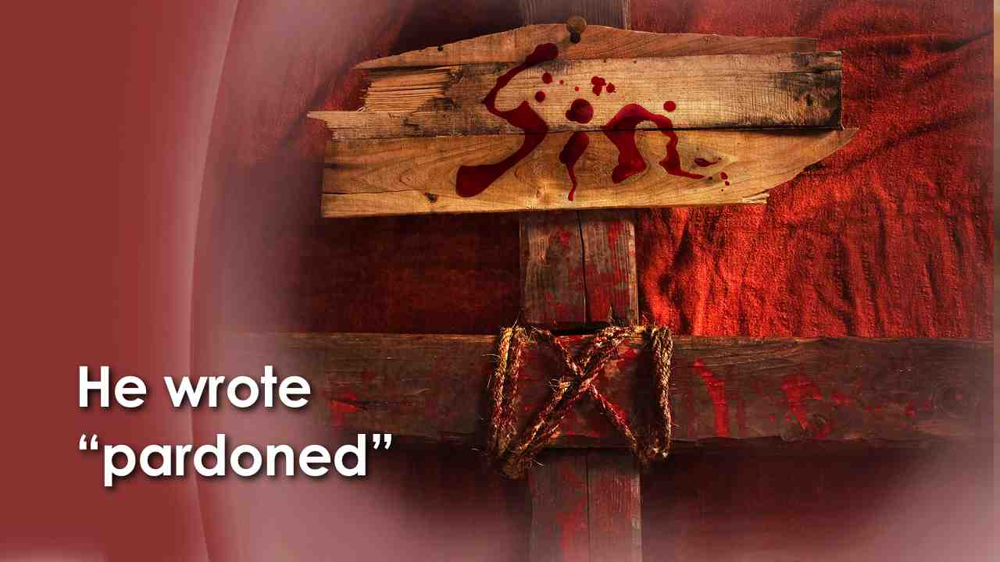 Sin
He wrote
“pardoned”